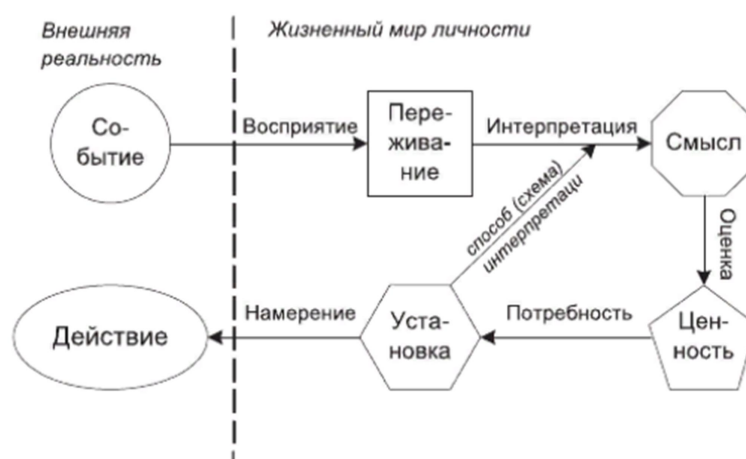 Внешняя
реальность
Жизненный мир личности
Со-
бытие
Восприятие
Пере-
жива-
ние
Интерпретация
Смысл
способ (схема)
интерпретаци
Оценка
Действие
Намерение
Уста-
новка
Потребность
Цен-
ность